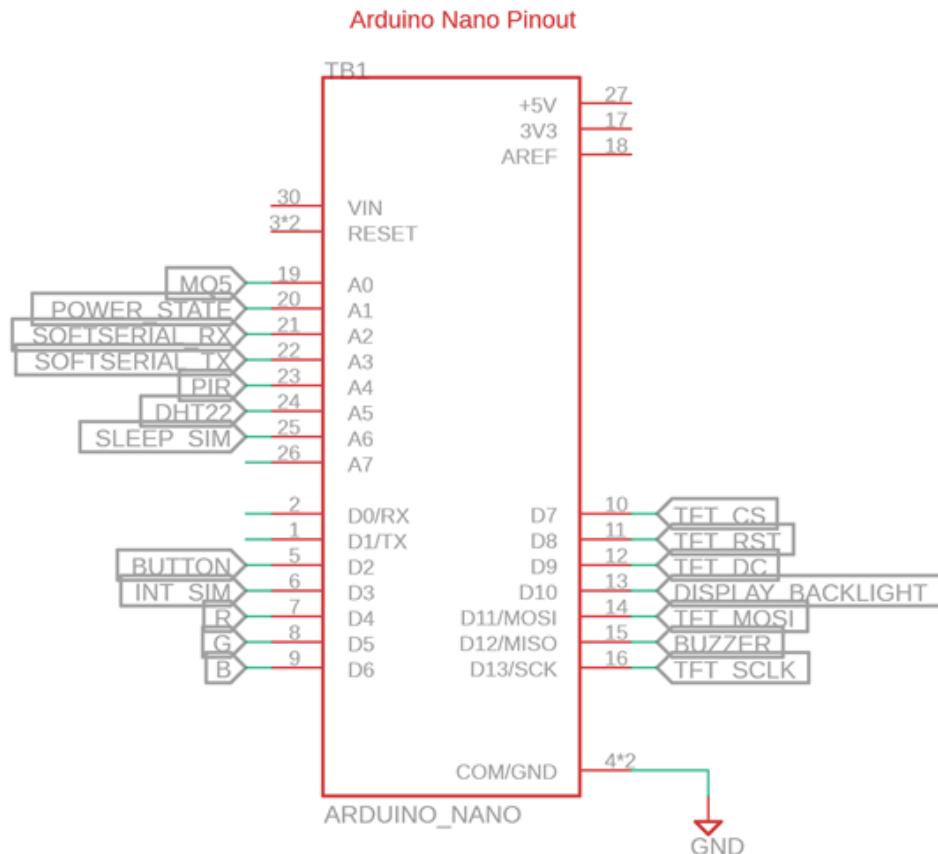 Arduino Nano Pinout
TB1
+5V 27
3V3 17
AREF 18
30 VIN
3*2 RESET
MQ5 19 A0
POWER_STATE 20 A1
SOFTSERIAL_RX 21 A2
SOFTSERIAL_TX 22 A3
PIR 23 A4
DHT22 24 A5
SLEEP_SIM 25 A6
26 A7
2 D0/RX D7 10 TFT_CS
1 D1/TX D8 11 TFT_RST
BUTTON 5 D2 D9 12 TFT_DC
INT_SIM 6 D3 D10 13 DISPLAY_BACKLIGHT
R 7 D4 D11/MOSI 14 TFT_MOSI
G 8 D5 D12/MISO 15 BUZZER
B 9 D6 D13/SCK 16 TFT_SCLK
COM/GND 4*2
ARDUINO_NANO
GND